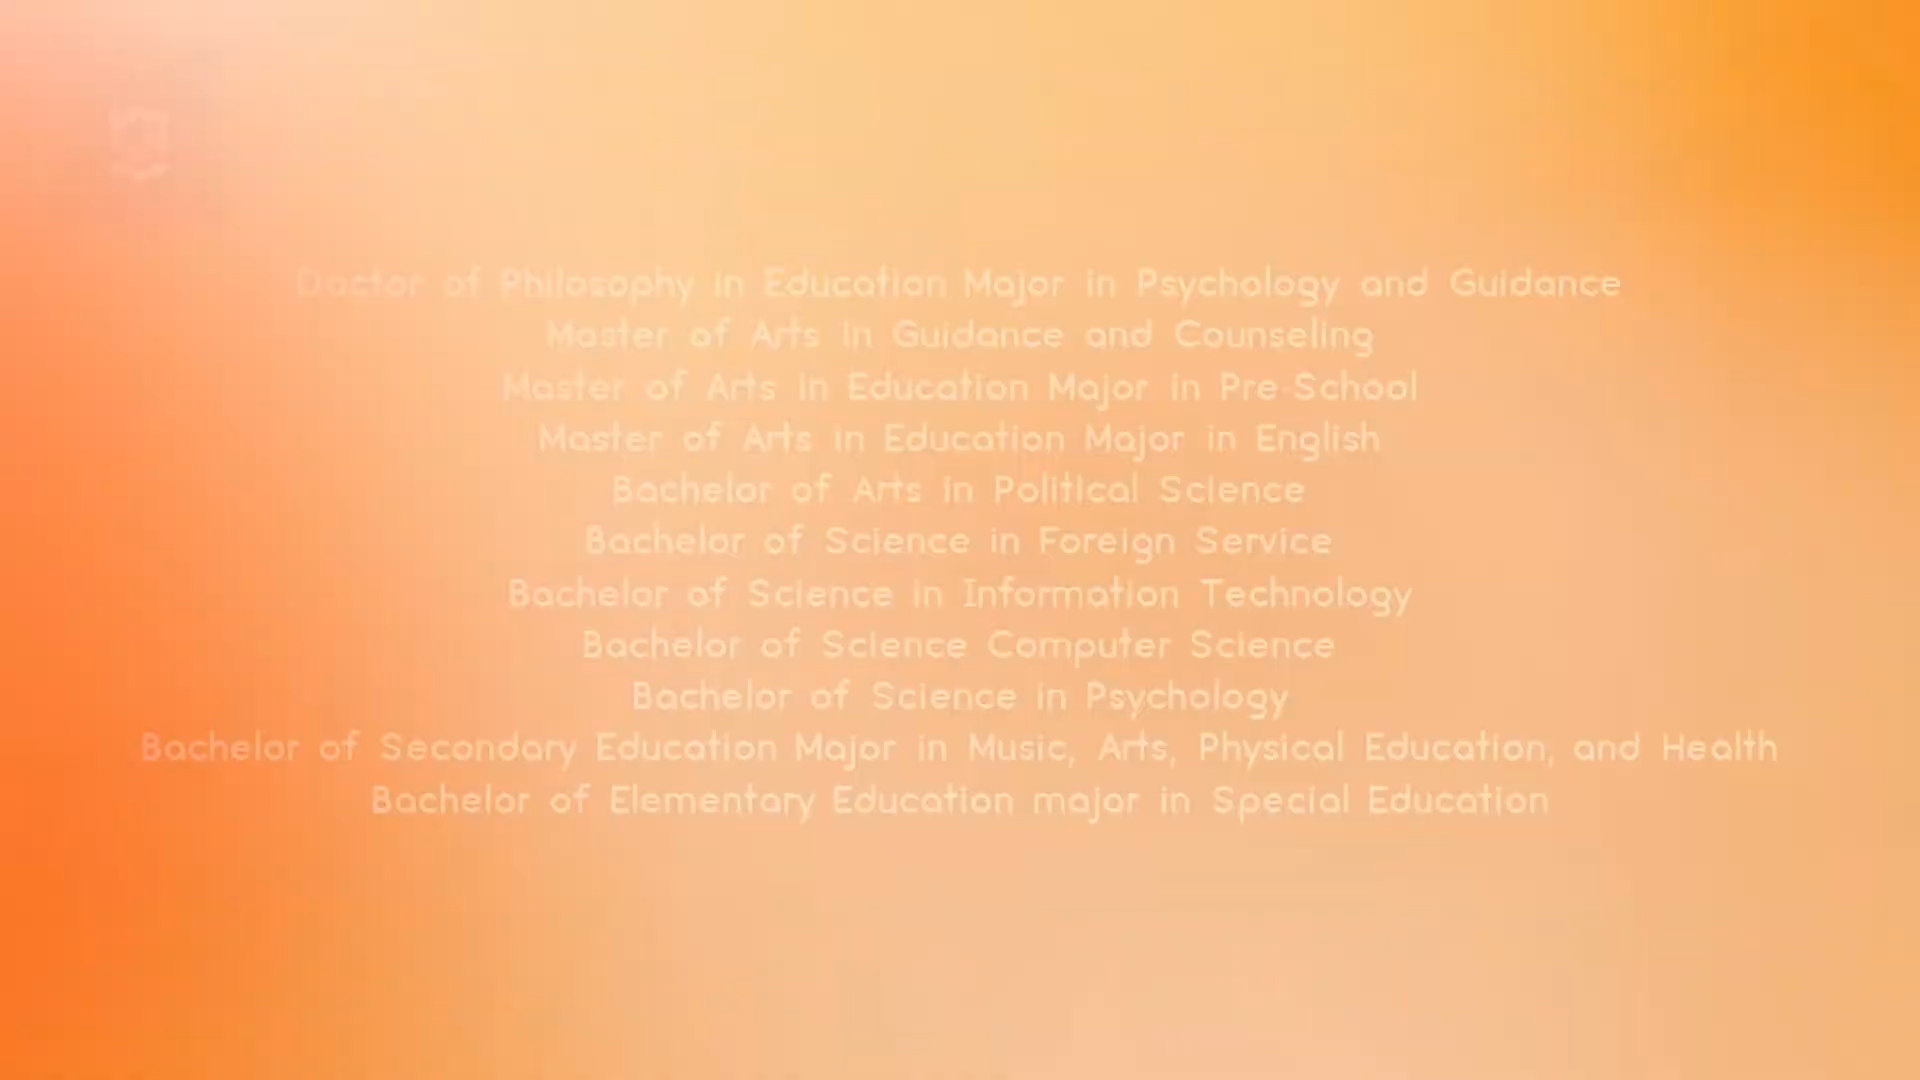 Doctor of Philosophy in Education Major in Psychology and Guidance
Master of Arts in Guidance and Counseling
Master of Arts in Education Major in Pre-School
Master of Arts in Education Major in English
Bachelor of Arts in Political Science
Bachelor of Science in Foreign Service
Bachelor of Science in Information Technology
Bachelor of Science Computer Science
Bachelor of Science in Psychology
Bachelor of Secondary Education Major in Music, Arts, Physical Education, and Health
Bachelor of Elementary Education major in Special Education